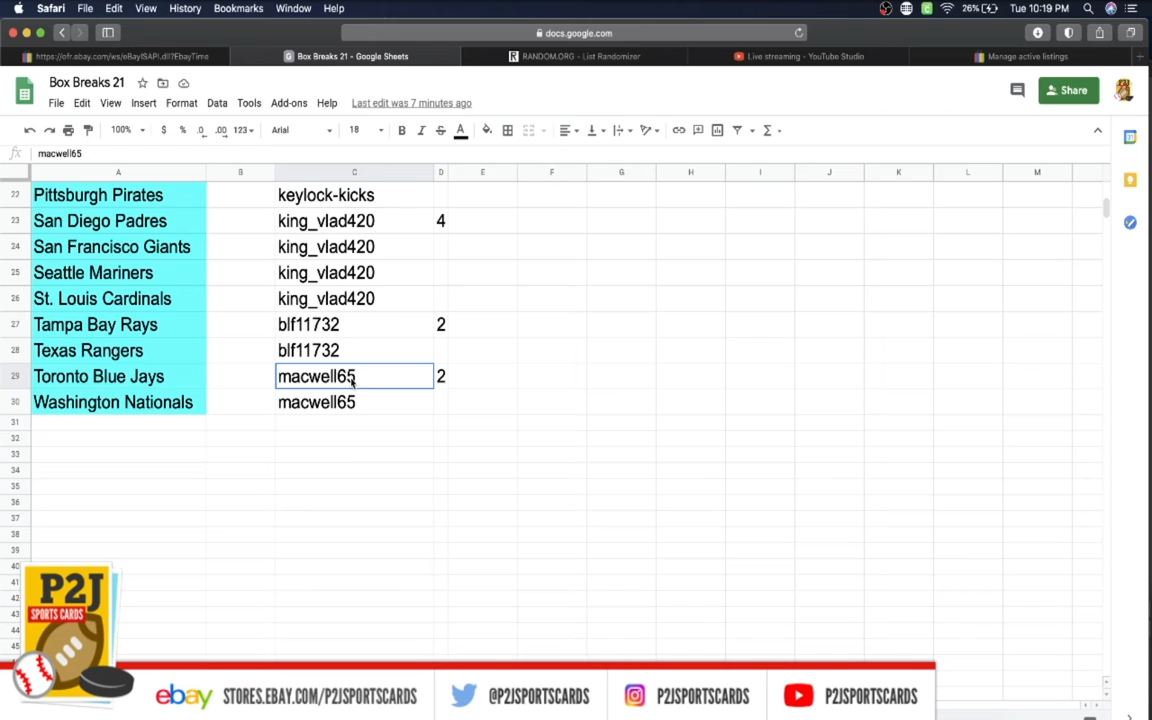 Safari File Edit View History Bookmarks Window Help 26% Tue 10:19 PM
docs.google.com
https://ofr.ebay.com/ws/eBayISAPI.dll?EbayTime Box Breaks 21 - Google Sheets RANDOM.ORG - List Randomizer Live streaming - YouTube Studio Manage active listings
Box Breaks 21
File Edit View Insert Format Data Tools Add-ons Help Last edit was 7 minutes ago Share
100% $ % .0 .00 123 Arial 18 B I S A
fx macwell65
A B C D E F G H I J K L M
22 Pittsburgh Pirates keylock-kicks
23 San Diego Padres king_vlad420 4
24 San Francisco Giants king_vlad420
25 Seattle Mariners king_vlad420
26 St. Louis Cardinals king_vlad420
27 Tampa Bay Rays blf11732 2
28 Texas Rangers blf11732
29 Toronto Blue Jays macwell65 2
30 Washington Nationals macwell65
31
32
33
34
35
36
37
38
39
40
41
42
43
44
45
P2J
SPORTS CARDS
ebay STORES.EBAY.COM/P2JSPORTSCARDS @P2JSPORTSCARDS P2JSPORTSCARDS P2JSPORTSCARDS